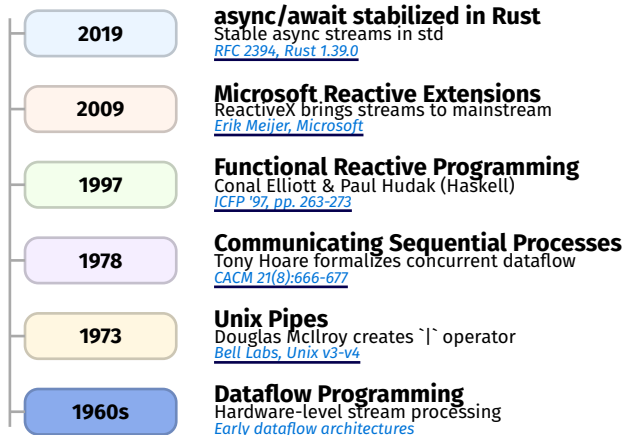 2019
async/await stabilized in Rust
Stable async streams in std
RFC 2394, Rust 1.39.0
2009
Microsoft Reactive Extensions
ReactiveX brings streams to mainstream
Erik Meijer, Microsoft
1997
Functional Reactive Programming
Conal Elliott & Paul Hudak (Haskell)
ICFP '97, pp. 263-273
1978
Communicating Sequential Processes
Tony Hoare formalizes concurrent dataflow
CACM 21(8):666-677
1973
Unix Pipes
Douglas McIlroy creates `|` operator
Bell Labs, Unix v3-v4
1960s
Dataflow Programming
Hardware-level stream processing
Early dataflow architectures